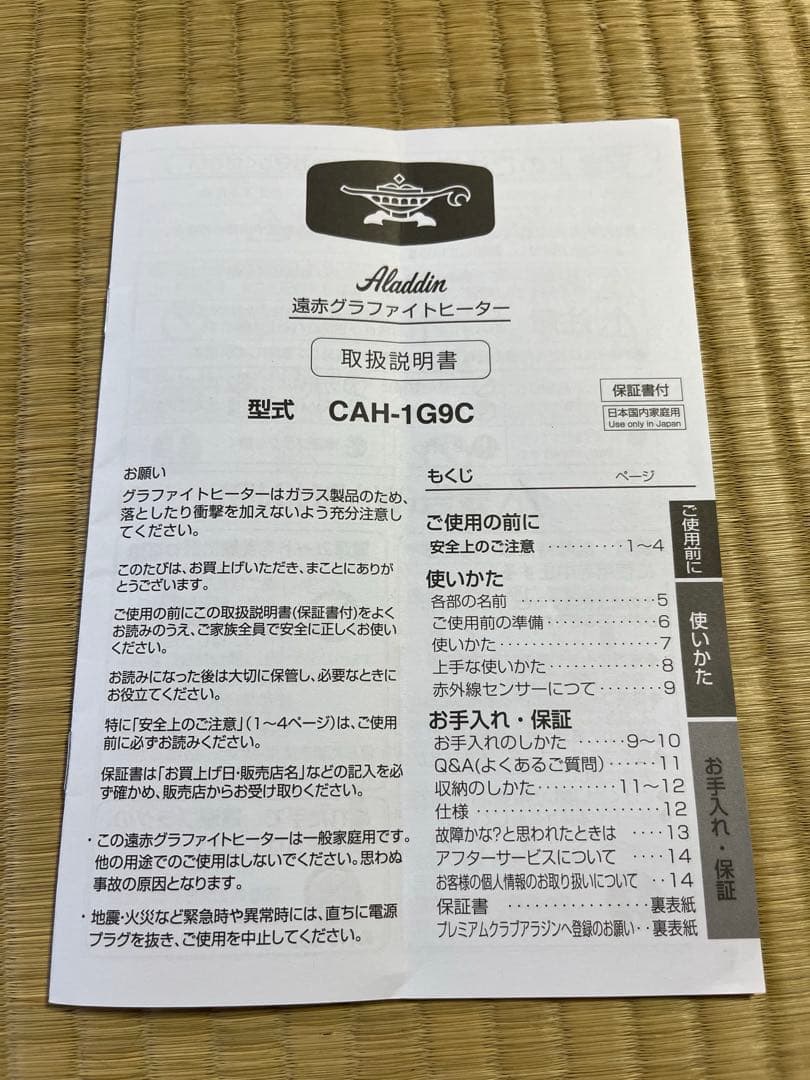 Aladdin
遠赤グラファイトヒーター
取扱説明書
型式 CAH-1G9C
保証書付
日本国内家庭用
Use only in Japan
お願い
グラファイトヒーターはガラス製品のため、
落としたり衝撃を加えないよう充分注意し
てください。
このたびは、お買上げいただき、まことにありが
とうございます。
ご使用の前にこの取扱説明書(保証書付)をよく
お読みのうえ、ご家族全員で安全に正しくお使い
ください。
お読みになった後は大切に保管し、必要なときに
お役立てください。
特に「安全上のご注意」(1〜4ページ)は、ご使用
前に必ずお読みください。
保証書は「お買上げ日・販売店名」などの記入を必
ず確かめ、販売店からお受け取りください。
・この遠赤グラファイトヒーターは一般家庭用です。
他の用途でのご使用はしないでください。思わぬ
事故の原因となります。
・地震・火災など緊急時や異常時には、直ちに電源
プラグを抜き、ご使用を中止してください。
もくじ ページ
ご使用の前に
安全上のご注意 ・・・・・・・・・・ 1〜4
使いかた
各部の名前 ・・・・・・・・・・・・・・・・・ 5
ご使用前の準備 ・・・・・・・・・・・・・ 6
使いかた ・・・・・・・・・・・・・・・・・・・ 7
上手な使いかた ・・・・・・・・・・・・・ 8
赤外線センサーにつて ・・・・・・・・ 9
お手入れ・保証
お手入れのしかた ・・・・・・ 9〜10
Q&A(よくあるご質問) ・・・・・・ 11
収納のしかた ・・・・・・・・・・ 11〜12
仕様 ・・・・・・・・・・・・・・・・・・・・・ 12
故障かな?と思われたときは ・・・・ 13
アフターサービスについて ・・・・ 14
お客様の個人情報のお取り扱いについて ・・ 14
保証書 ・・・・・・・・・・・・・・・・ 裏表紙
プレミアムクラブアラジンへ登録のお願い・・ 裏表紙
ご使用前に
使いかた
お手入れ・保証